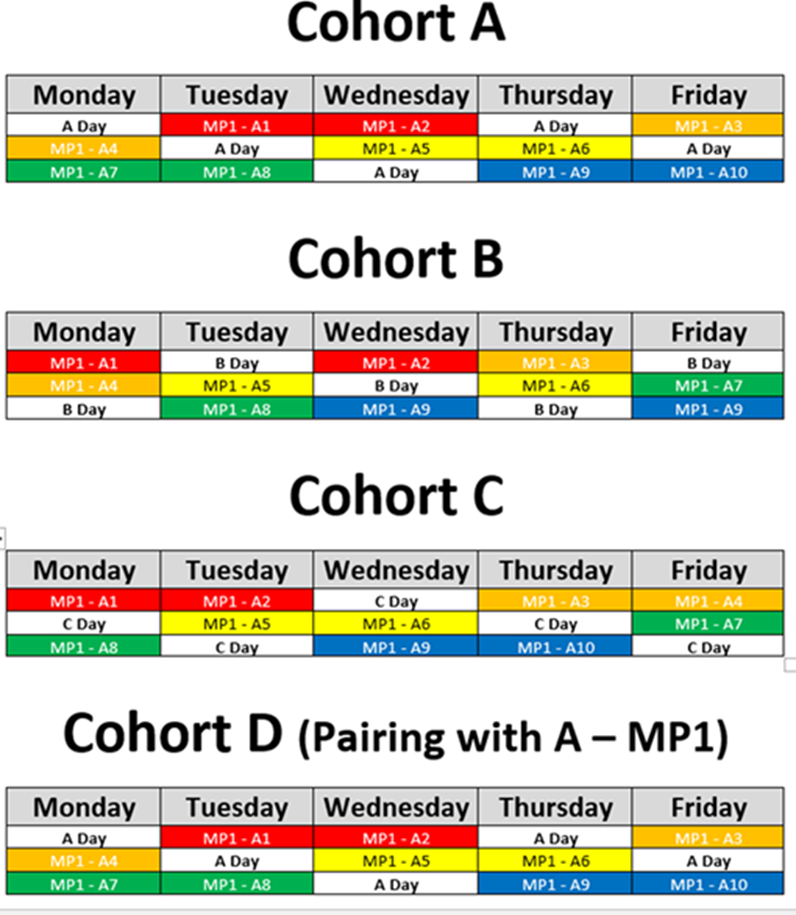 Cohort A
Monday Tuesday Wednesday Thursday Friday
A Day MP1 - A1 MP1 - A2 A Day MP1 - A3
MP1 - A4 A Day MP1 - A5 MP1 - A6 A Day
MP1 - A7 MP1 - A8 A Day MP1 - A9 MP1 - A10
Cohort B
Monday Tuesday Wednesday Thursday Friday
MP1 - A1 B Day MP1 - A2 MP1 - A3 B Day
MP1 - A4 MP1 - A5 B Day MP1 - A6 MP1 - A7
B Day MP1 - A8 MP1 - A9 B Day MP1 - A9
Cohort C
Monday Tuesday Wednesday Thursday Friday
MP1 - A1 MP1 - A2 C Day MP1 - A3 MP1 - A4
C Day MP1 - A5 MP1 - A6 C Day MP1 - A7
MP1 - A8 C Day MP1 - A9 MP1 - A10 C Day
Cohort D (Pairing with A – MP1)
Monday Tuesday Wednesday Thursday Friday
A Day MP1 - A1 MP1 - A2 A Day MP1 - A3
MP1 - A4 A Day MP1 - A5 MP1 - A6 A Day
MP1 - A7 MP1 - A8 A Day MP1 - A9 MP1 - A10